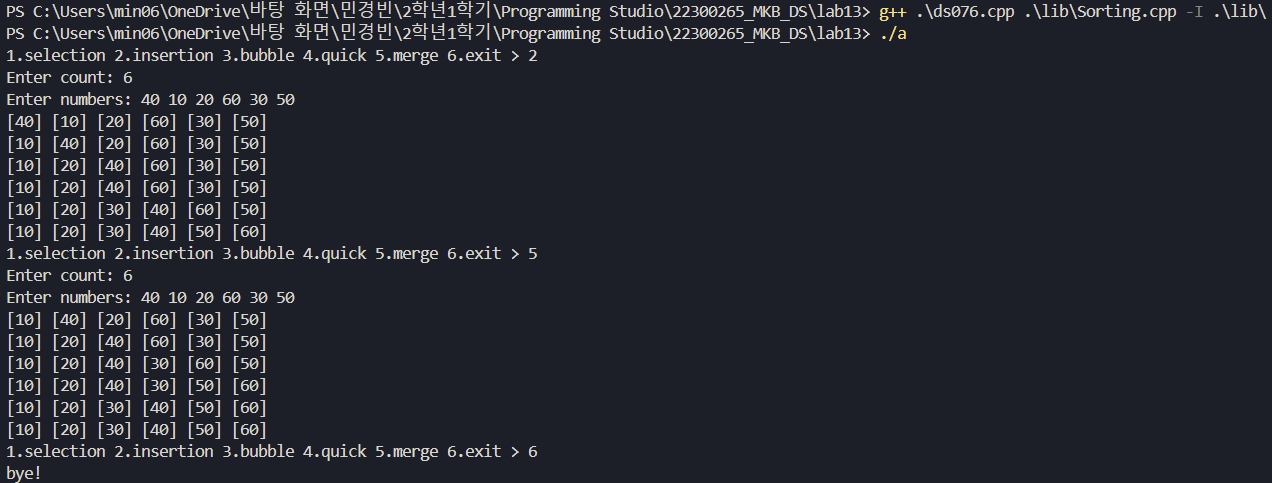 PS C:\Users\min06\OneDrive\바탕 화면\민경빈\2학년1학기\Programming Studio\22300265_MKB_DS\lab13> g++ .\ds076.cpp .\lib\Sorting.cpp -I .\lib\
PS C:\Users\min06\OneDrive\바탕 화면\민경빈\2학년1학기\Programming Studio\22300265_MKB_DS\lab13> ./a
1.selection 2.insertion 3.bubble 4.quick 5.merge 6.exit > 2
Enter count: 6
Enter numbers: 40 10 20 60 30 50
[40] [10] [20] [60] [30] [50]
[10] [40] [20] [60] [30] [50]
[10] [20] [40] [60] [30] [50]
[10] [20] [40] [60] [30] [50]
[10] [20] [30] [40] [60] [50]
[10] [20] [30] [40] [50] [60]
1.selection 2.insertion 3.bubble 4.quick 5.merge 6.exit > 5
Enter count: 6
Enter numbers: 40 10 20 60 30 50
[10] [40] [20] [60] [30] [50]
[10] [20] [40] [60] [30] [50]
[10] [20] [40] [30] [60] [50]
[10] [20] [40] [30] [50] [60]
[10] [20] [30] [40] [50] [60]
[10] [20] [30] [40] [50] [60]
1.selection 2.insertion 3.bubble 4.quick 5.merge 6.exit > 6
bye!